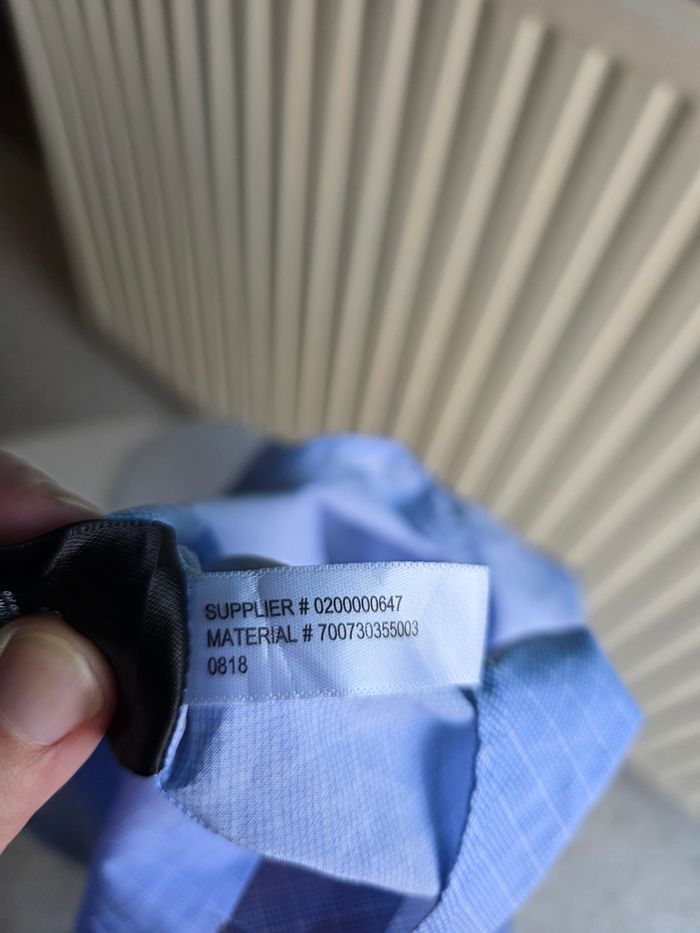 SUPPLIER # 0200000647
MATERIAL # 700730355003
0818